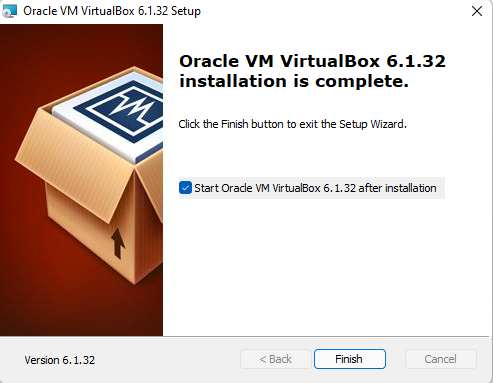 Oracle VM VirtualBox 6.1.32 Setup
Oracle VM VirtualBox 6.1.32
installation is complete.
Click the Finish button to exit the Setup Wizard.
Start Oracle VM VirtualBox 6.1.32 after installation
Version 6.1.32
< Back
Finish
Cancel